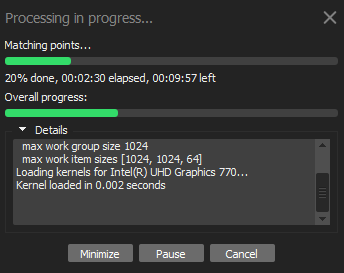 Processing in progress...
Matching points...
20% done, 00:02:30 elapsed, 00:09:57 left
Overall progress:
Details
max work group size 1024
max work item sizes [1024, 1024, 64]
Loading kernels for Intel(R) UHD Graphics 770...
Kernel loaded in 0.002 seconds
Minimize Pause Cancel